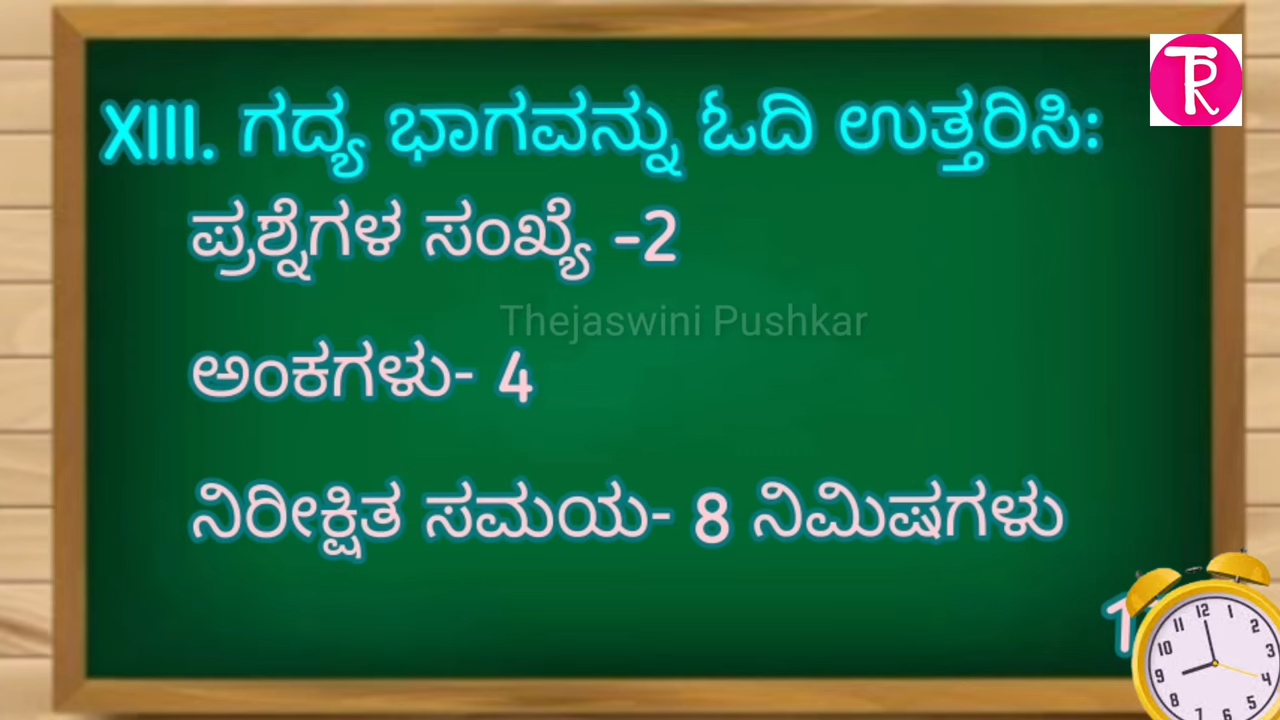 XIII. ಗದ್ಯ ಭಾಗವನ್ನು ಓದಿ ಉತ್ತರಿಸಿ:
ಪ್ರಶ್ನೆಗಳ ಸಂಖ್ಯೆ -2
Thejaswini Pushkar
ಅಂಕಗಳು- 4
ನಿರೀಕ್ಷಿತ ಸಮಯ- 8 ನಿಮಿಷಗಳು